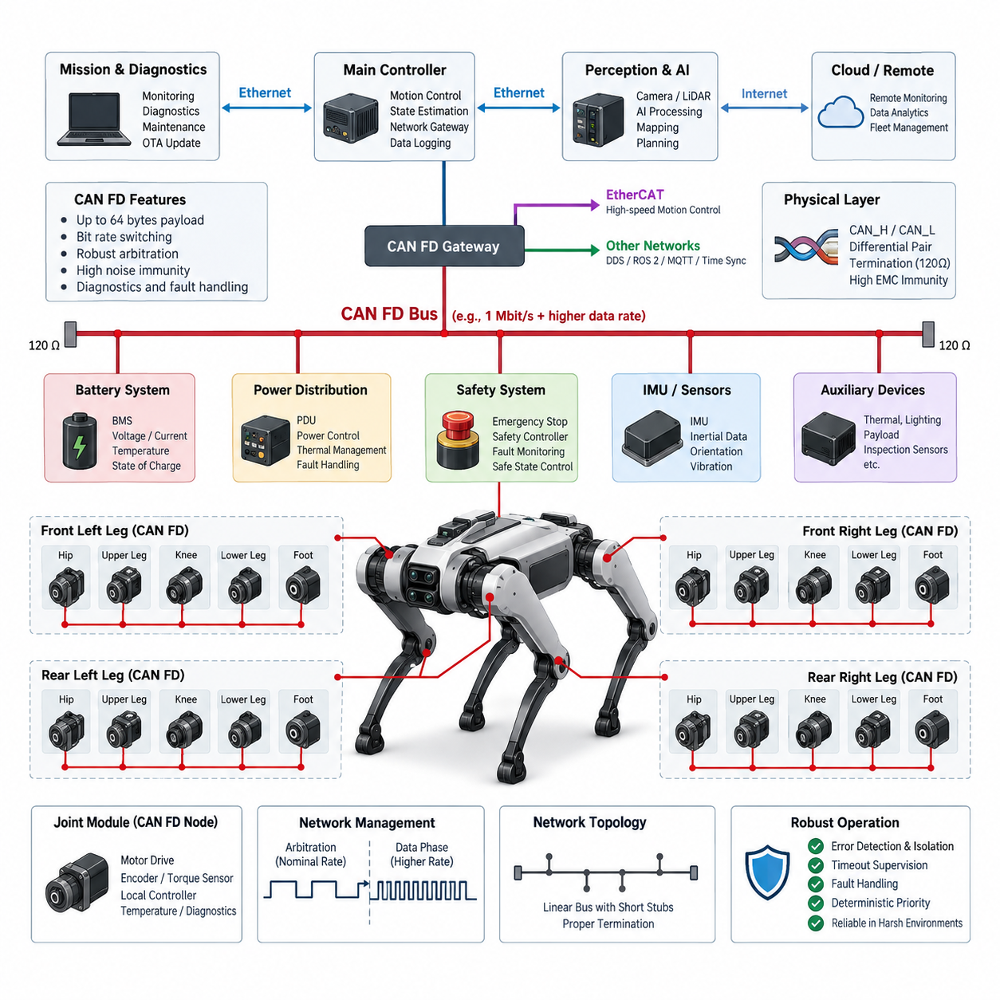 Mission & Diagnostics
Monitoring
Diagnostics
Maintenance
OTA Update
Ethernet
Main Controller
Motion Control
State Estimation
Network Gateway
Data Logging
Ethernet
Perception & AI
Camera / LiDAR
AI Processing
Mapping
Planning
Internet
Cloud / Remote
Remote Monitoring
Data Analytics
Fleet Management
CAN FD Features
• Up to 64 bytes payload
• Bit rate switching
• Robust arbitration
• High noise immunity
• Diagnostics and fault handling
CAN FD Gateway
EtherCAT
High-speed Motion Control
Other Networks
DDS / ROS 2 / MQTT / Time Sync
Physical Layer
CAN_H / CAN_L
Differential Pair
Termination (120Ω)
High EMC Immunity
CAN FD Bus (e.g., 1 Mbit/s + higher data rate)
120 Ω
120 Ω
Battery System
BMS
Voltage / Current
Temperature
State of Charge
Power Distribution
PDU
Power Control
Thermal Management
Fault Handling
Safety System
Emergency Stop
Safety Controller
Fault Monitoring
Safe State Control
IMU / Sensors
IMU
Inertial Data
Orientation
Vibration
Auxiliary Devices
Thermal, Lighting
Payload
Inspection Sensors
etc.
Front Left Leg (CAN FD)
Hip Upper Leg Knee Lower Leg Foot
Front Right Leg (CAN FD)
Hip Upper Leg Knee Lower Leg Foot
Rear Left Leg (CAN FD)
Hip Upper Leg Knee Lower Leg Foot
Rear Right Leg (CAN FD)
Hip Upper Leg Knee Lower Leg Foot
Joint Module (CAN FD Node)
Motor Drive
Encoder / Torque Sensor
Local Controller
Temperature / Diagnostics
Network Management
Arbitration
(Nominal Rate)
Data Phase
(Higher Rate)
Network Topology
Linear Bus with Short Stubs
Proper Termination
Robust Operation
Error Detection & Isolation
Timeout Supervision
Fault Handling
Deterministic Priority
Reliable in Harsh Environments